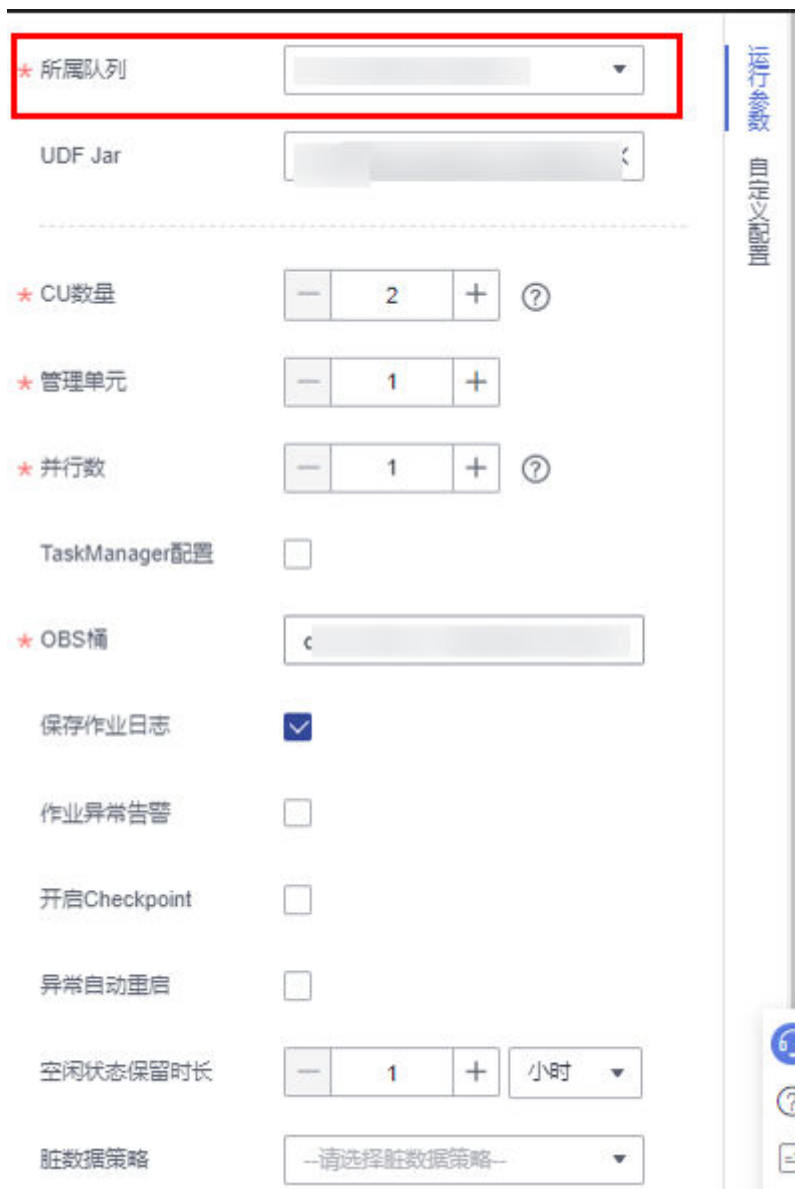 * 所属队列
UDF Jar
* CU数量 — 2 + ?
* 管理单元 — 1 +
* 并行数 — 1 + ?
TaskManager配置
* OBS桶
保存作业日志
作业异常告警
开启Checkpoint
异常自动重启
空闲状态保留时长 — 1 + 小时
脏数据策略 --请选择脏数据策略--
运行参数
自定义配置